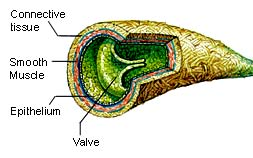 Connective
tissue
Smooth
Muscle
Epithelium
Valve